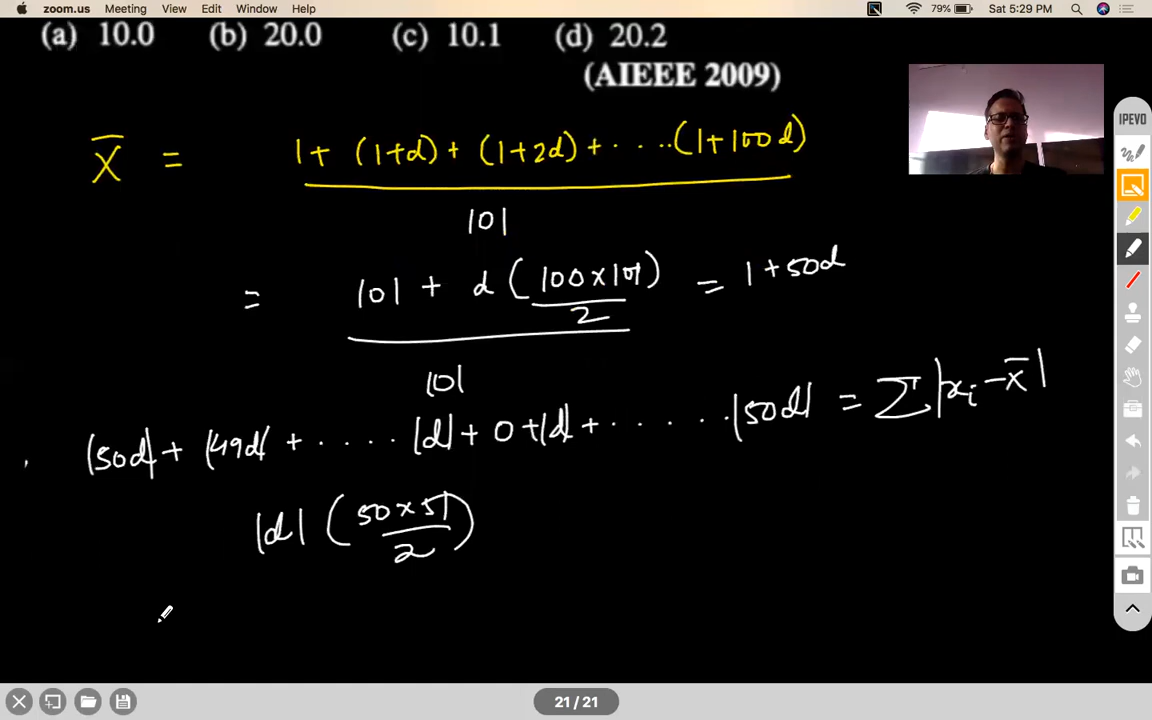 zoom.us Meeting View Edit Window Help 79% Sat 5:29 PM
(a) 10.0 (b) 20.0 (c) 10.1 (d) 20.2
(AIEEE 2009)
IPEVO
X̄ = 1 + (1+d) + (1+2d) + ....(1+100d)
101
= 101 + d (100×101) = 1+50d
2
101
|50d| + |49d| + .... |d| + 0 + |d| + ...... |50d| = Σ|xᵢ - x̄|
|d| (50×51)
2
21 / 21